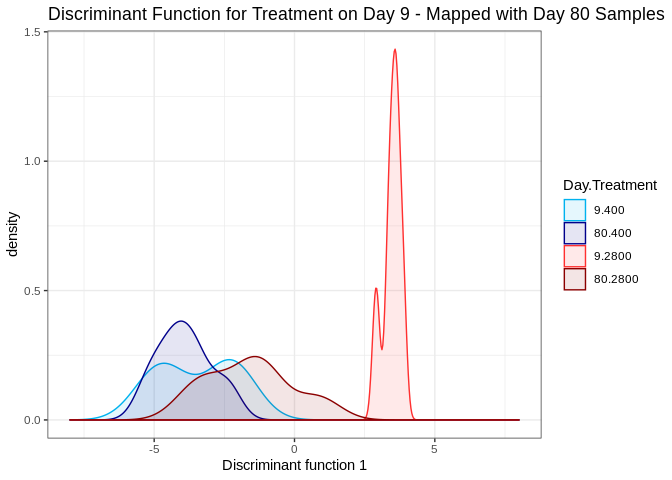 Discriminant Function for Treatment on Day 9 - Mapped with Day 80 Samples
1.5
1.0
0.5
0.0
density
-5
0
5
Discriminant function 1
Day.Treatment
9.400
80.400
9.2800
80.2800